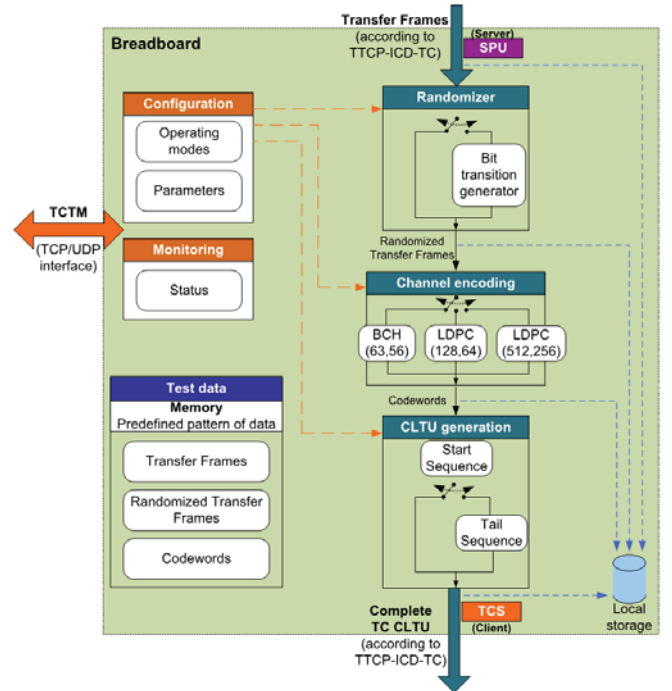 Transfer Frames
(according to
TTCP-ICD-TC)
(Server)
SPU
Breadboard
Configuration
Operating
modes
Parameters
Randomizer
Bit
transition
generator
TCTM
(TCP/UDP
interface)
Monitoring
Status
Randomized
Transfer Frames
Channel encoding
BCH
(63,56)
LDPC
(128,64)
LDPC
(512,256)
Codewords
Test data
Memory
Predefined pattern of data
Transfer Frames
Randomized Transfer
Frames
Codewords
CLTU generation
Start
Sequence
Tail
Sequence
Complete
TC CLTU
(according to
TTCP-ICD-TC)
TCS
(Client)
Local
storage